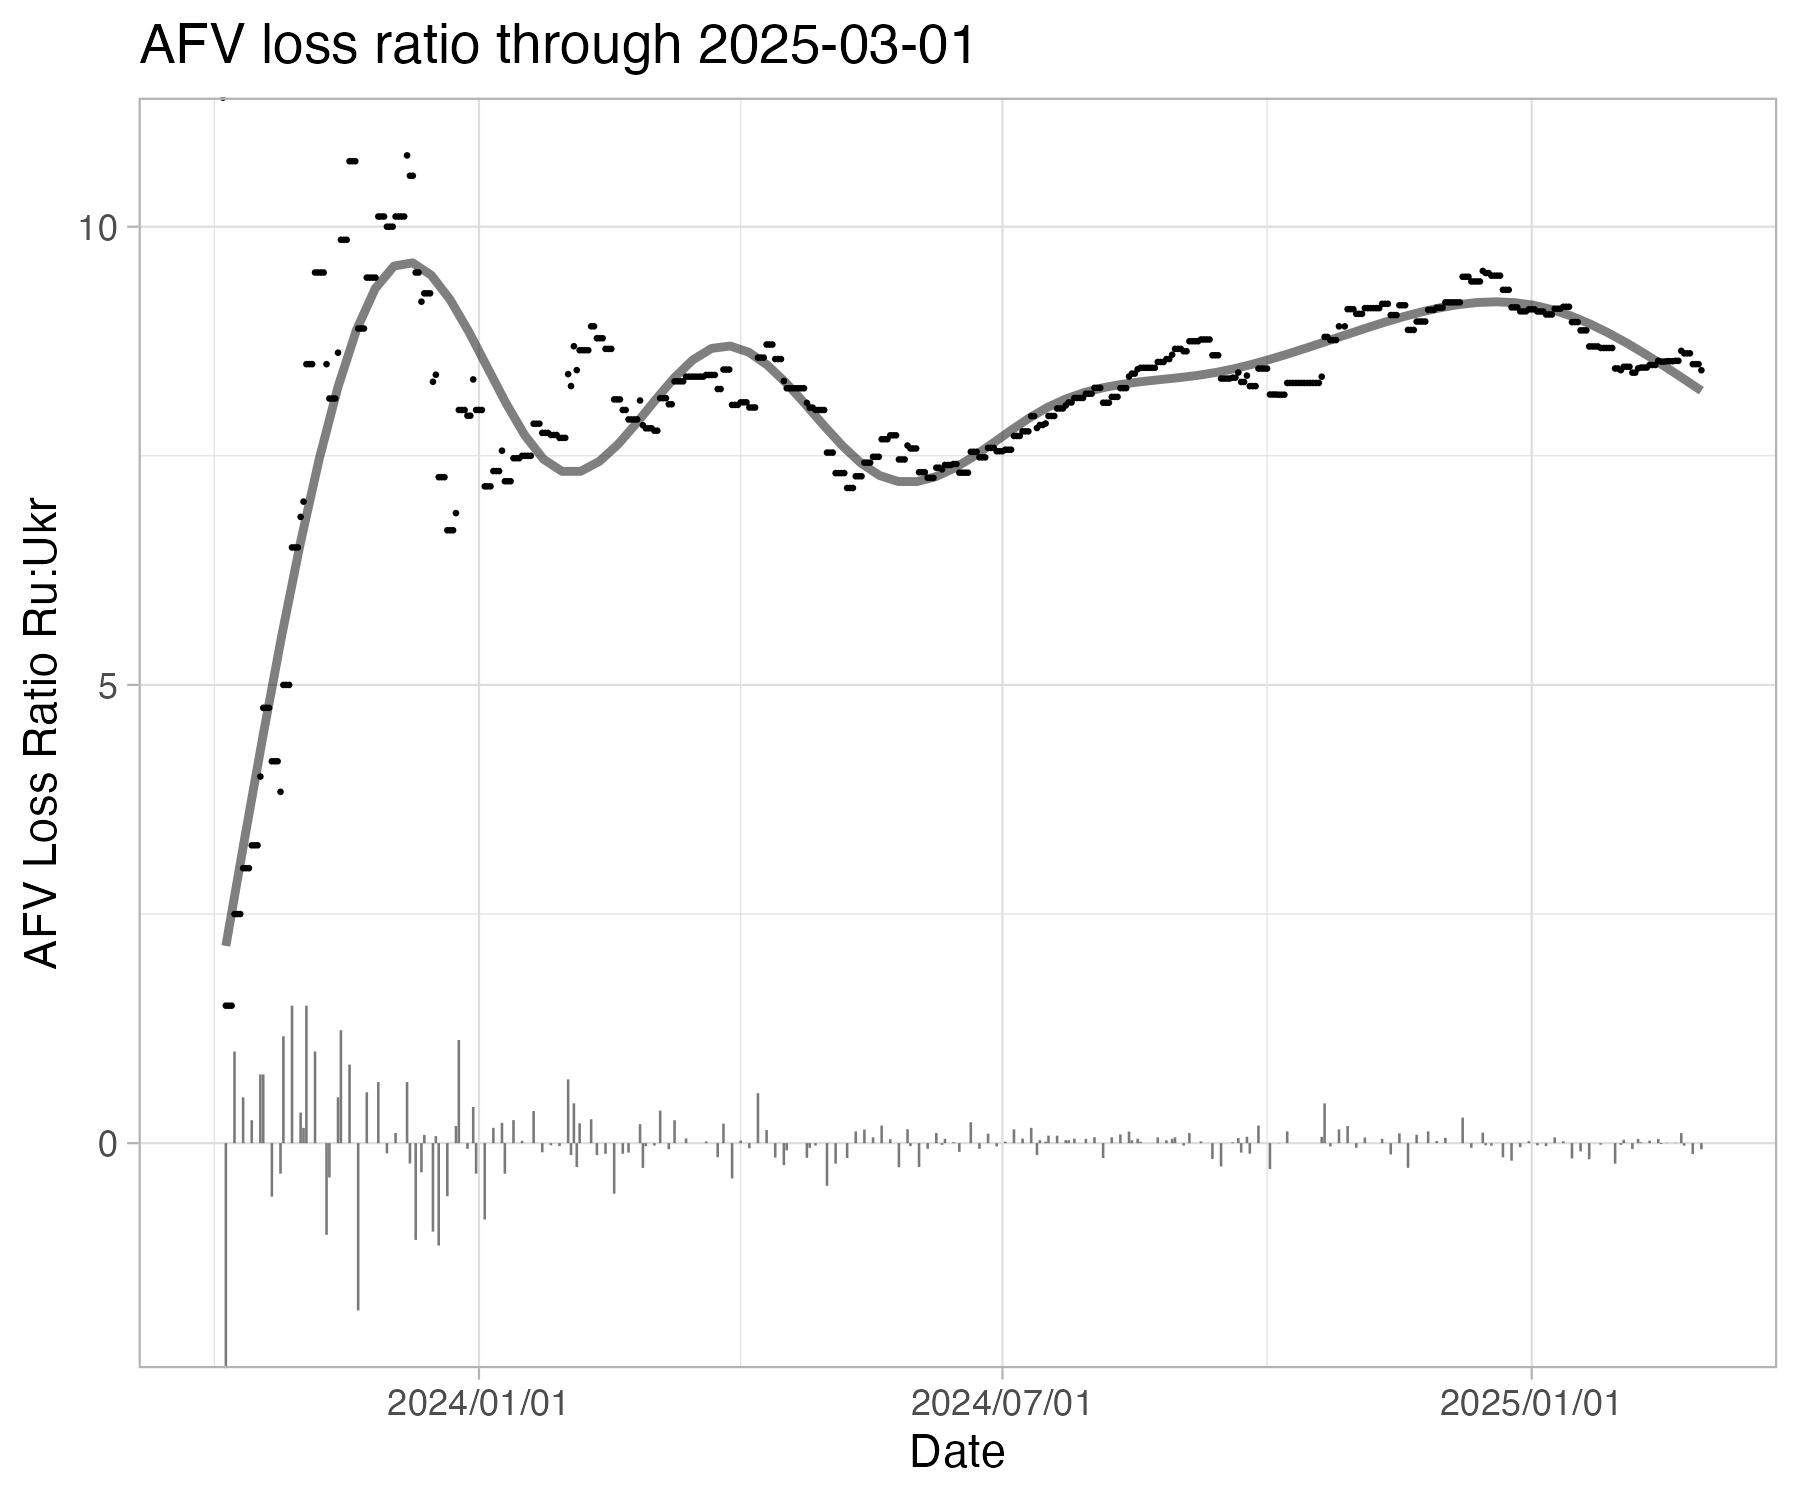 AFV loss ratio through 2025-03-01
AFV Loss Ratio Ru:Ukr
10
5
0
2024/01/01
2024/07/01
2025/01/01
Date